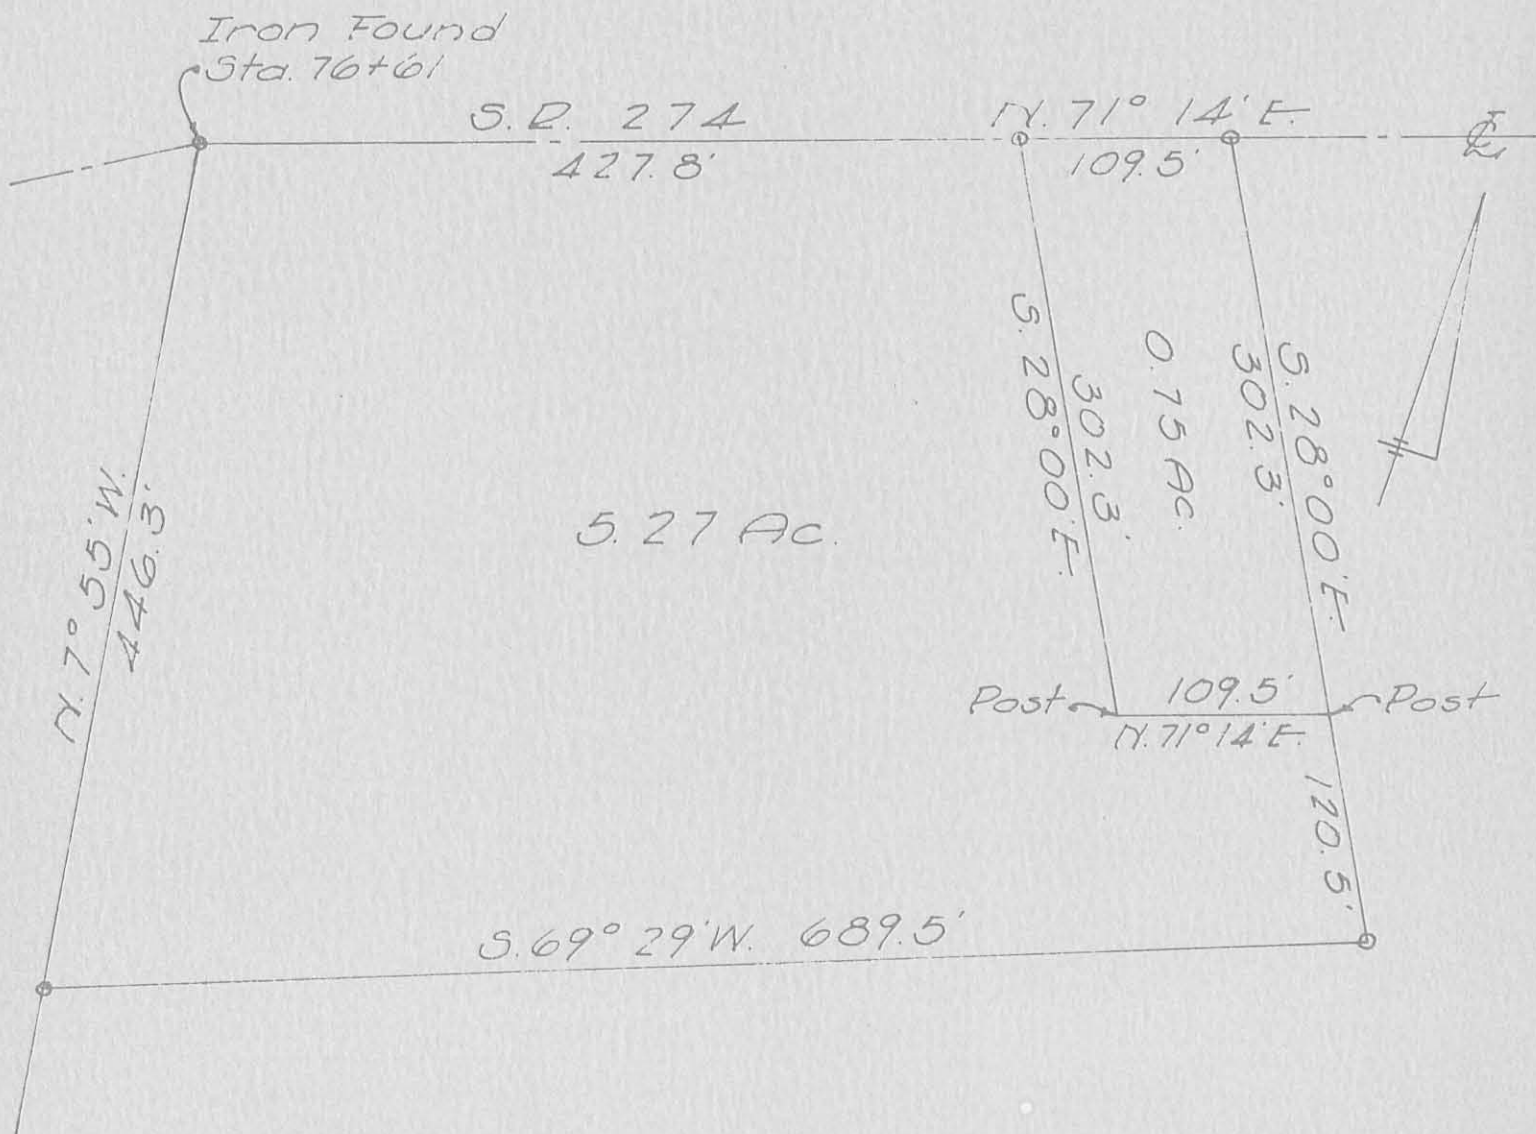 Iron Found
Sta. 76+61
S.R. 274
N. 71° 14' E.
℄
427.8'
109.5'
N. 7° 55' W.
446.3'
5.27 Ac.
S. 28° 00' E.
302.3'
0.75 Ac.
302.3'
S. 28° 00' E.
Post
109.5'
Post
N. 71° 14' E.
120.5'
S. 69° 29' W. 689.5'